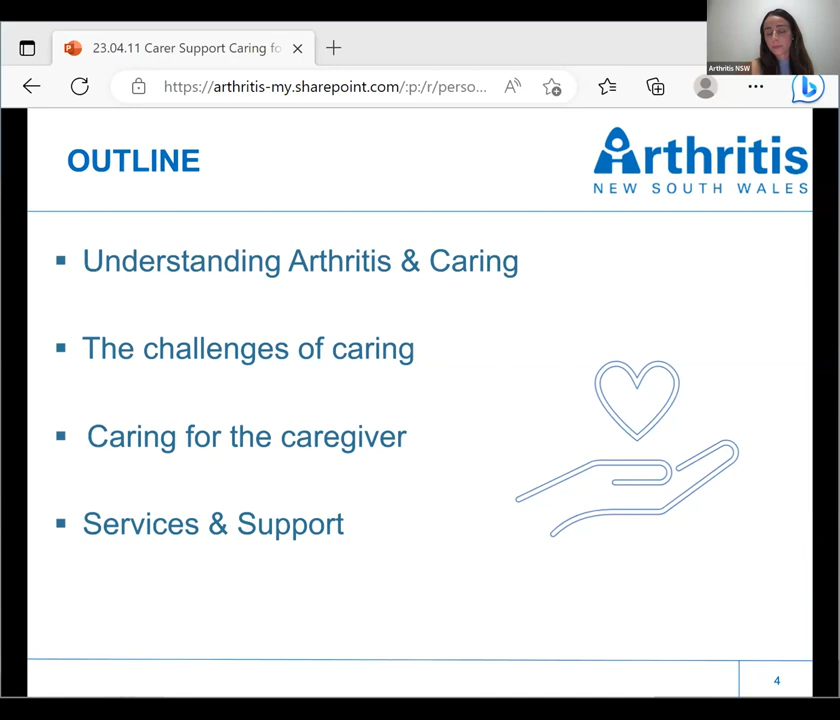 23.04.11 Carer Support Caring fo
Arthritis NSW
https://arthritis-my.sharepoint.com/:p:/r/perso...
OUTLINE
Arthritis
NEW SOUTH WALES
▪ Understanding Arthritis & Caring
▪ The challenges of caring
▪ Caring for the caregiver
▪ Services & Support
4